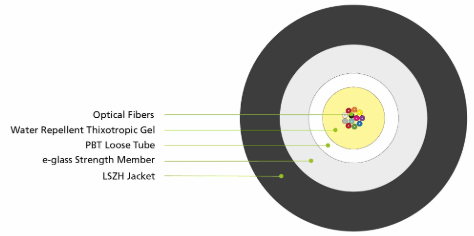 Optical Fibers
Water Repellent Thixotropic Gel
PBT Loose Tube
e-glass Strength Member
LSZH Jacket